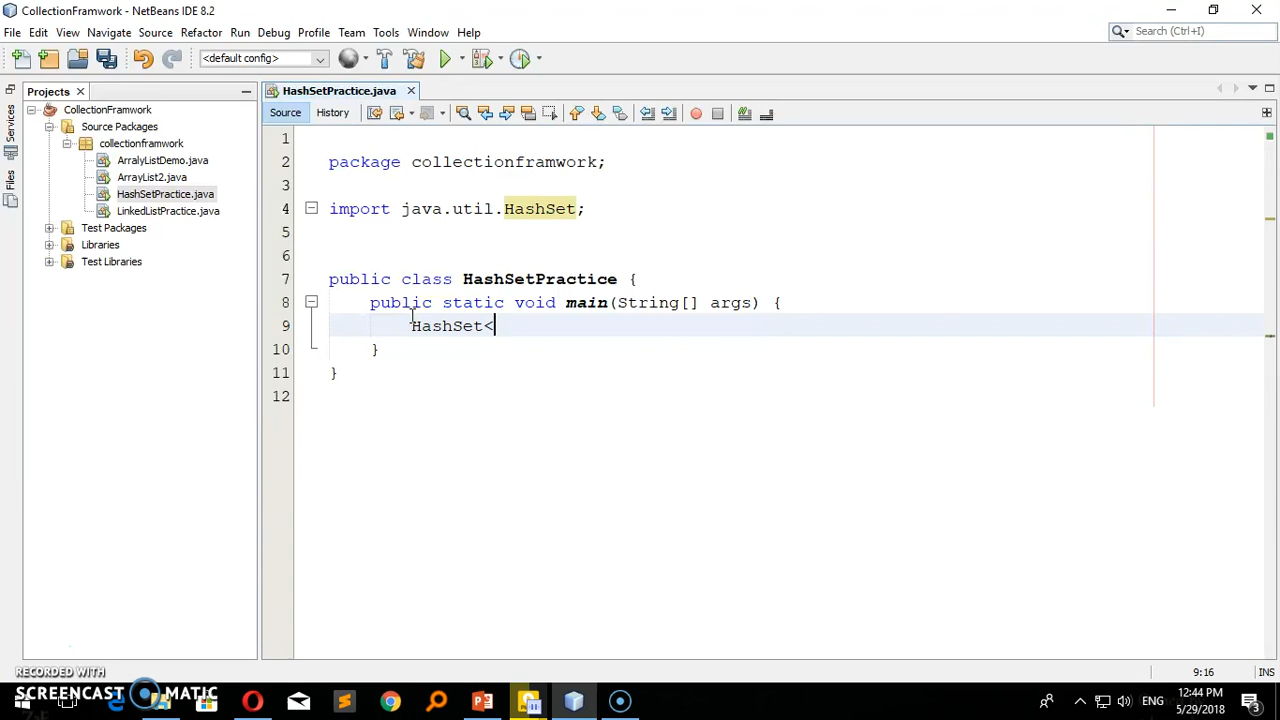 CollectionFramwork - NetBeans IDE 8.2
File Edit View Navigate Source Refactor Run Debug Profile Team Tools Window Help
Search (Ctrl+I)
<default config>
Projects
HashSetPractice.java
Source History
Services
Files
CollectionFramwork
Source Packages
collectionframwork
ArralyListDemo.java
ArrayList2.java
HashSetPractice.java
LinkedListPractice.java
Test Packages
Libraries
Test Libraries
1
2 package collectionframwork;
3
4 import java.util.HashSet;
5
6
7 public class HashSetPractice {
8 public static void main(String[] args) {
9 HashSet<
10 }
11 }
12
9:16 INS
RECORDED WITH
SCREENCAST MATIC
ENG
12:44 PM
5/29/2018
3